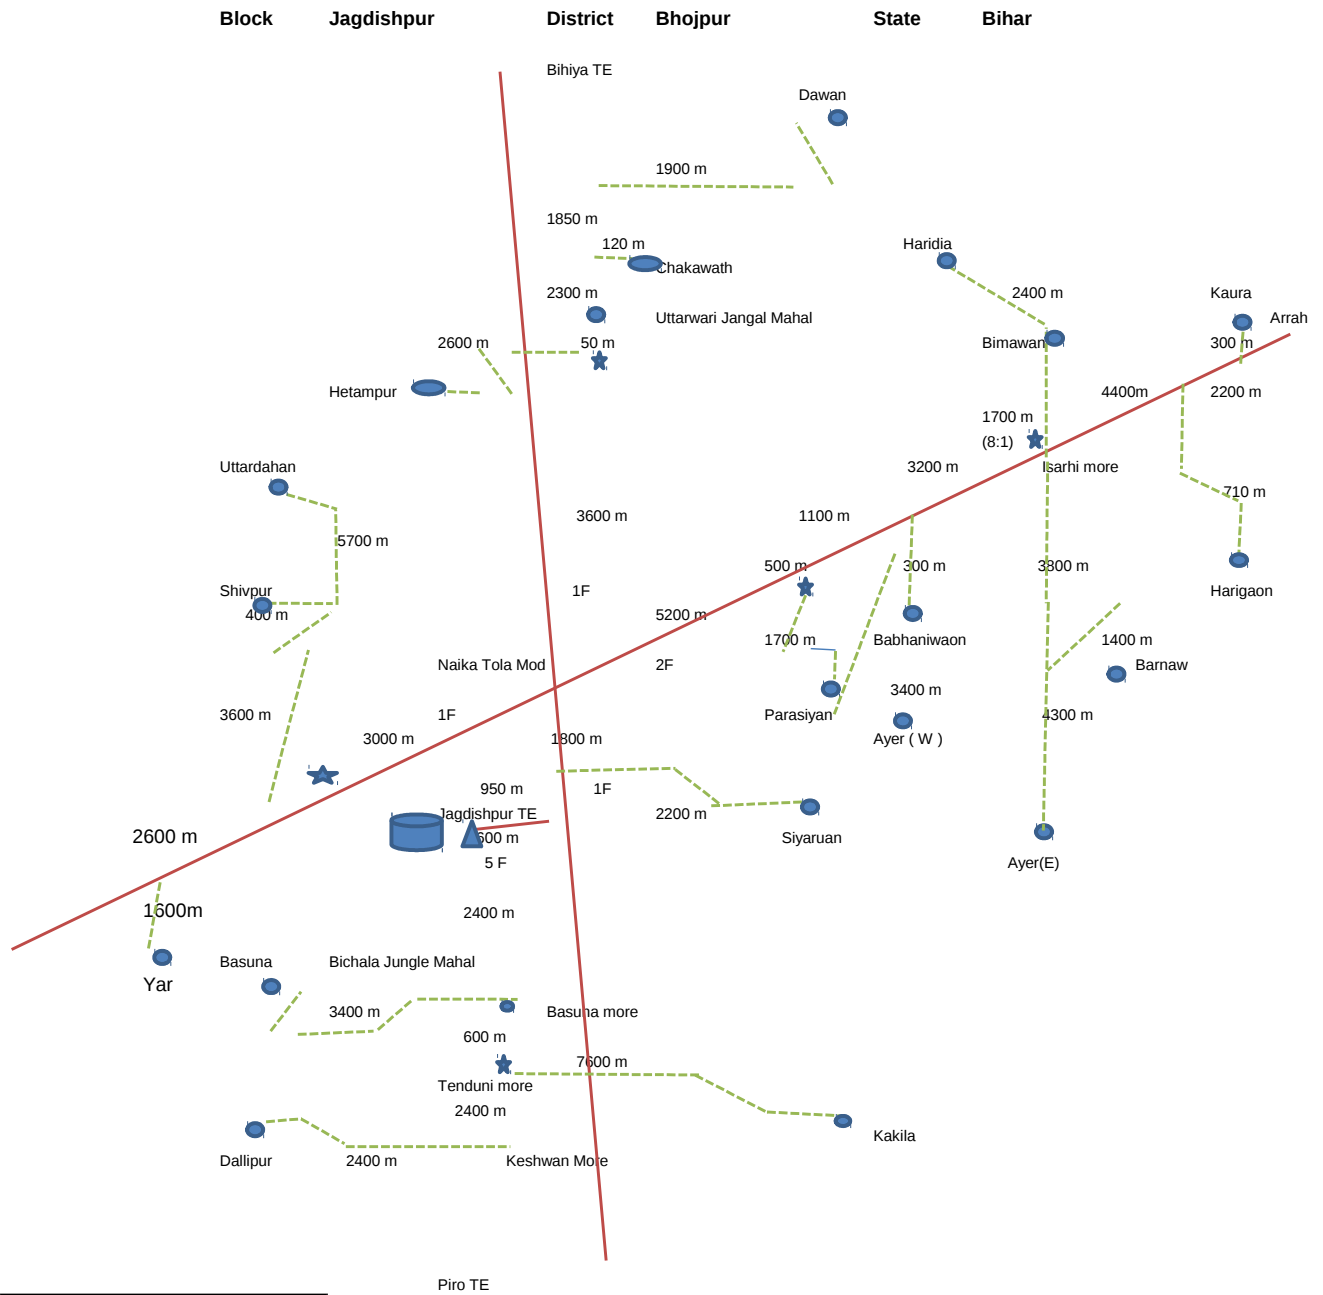 Block Jagdishpur District Bhojpur State Bihar
Bihiya TE
Dawan
1900 m
1850 m
120 m
Haridia
Chakawath
2300 m
2400 m
Kaura
Uttarwari Jangal Mahal
Arrah
2600 m
50 m
Bimawan
300 m
Hetampur
4400m
2200 m
1700 m
(8:1)
Uttardahan
3200 m
Isarhi more
710 m
3600 m
1100 m
5700 m
500 m
300 m
3800 m
Shivpur
1F
Harigaon
400 m
5200 m
1700 m
Babhaniwaon
1400 m
Naika Tola Mod
2F
Barnaw
3400 m
3600 m
1F
Parasiyan
4300 m
3000 m
1800 m
Ayer ( W )
950 m
1F
Jagdishpur TE
2200 m
2600 m
600 m
Siyaruan
5 F
Ayer(E)
1600m
2400 m
Basuna
Bichala Jungle Mahal
Yar
3400 m
Basuna more
600 m
7600 m
Tenduni more
2400 m
Kakila
Dallipur
2400 m
Keshwan More
Piro TE